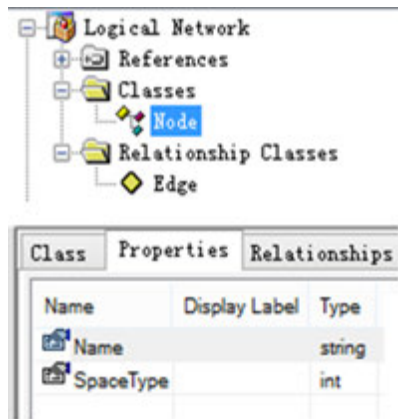 Logical Network
References
Classes
Node
Relationship Classes
Edge
Class Properties Relationships
Name Display Label Type
Name string
SpaceType int